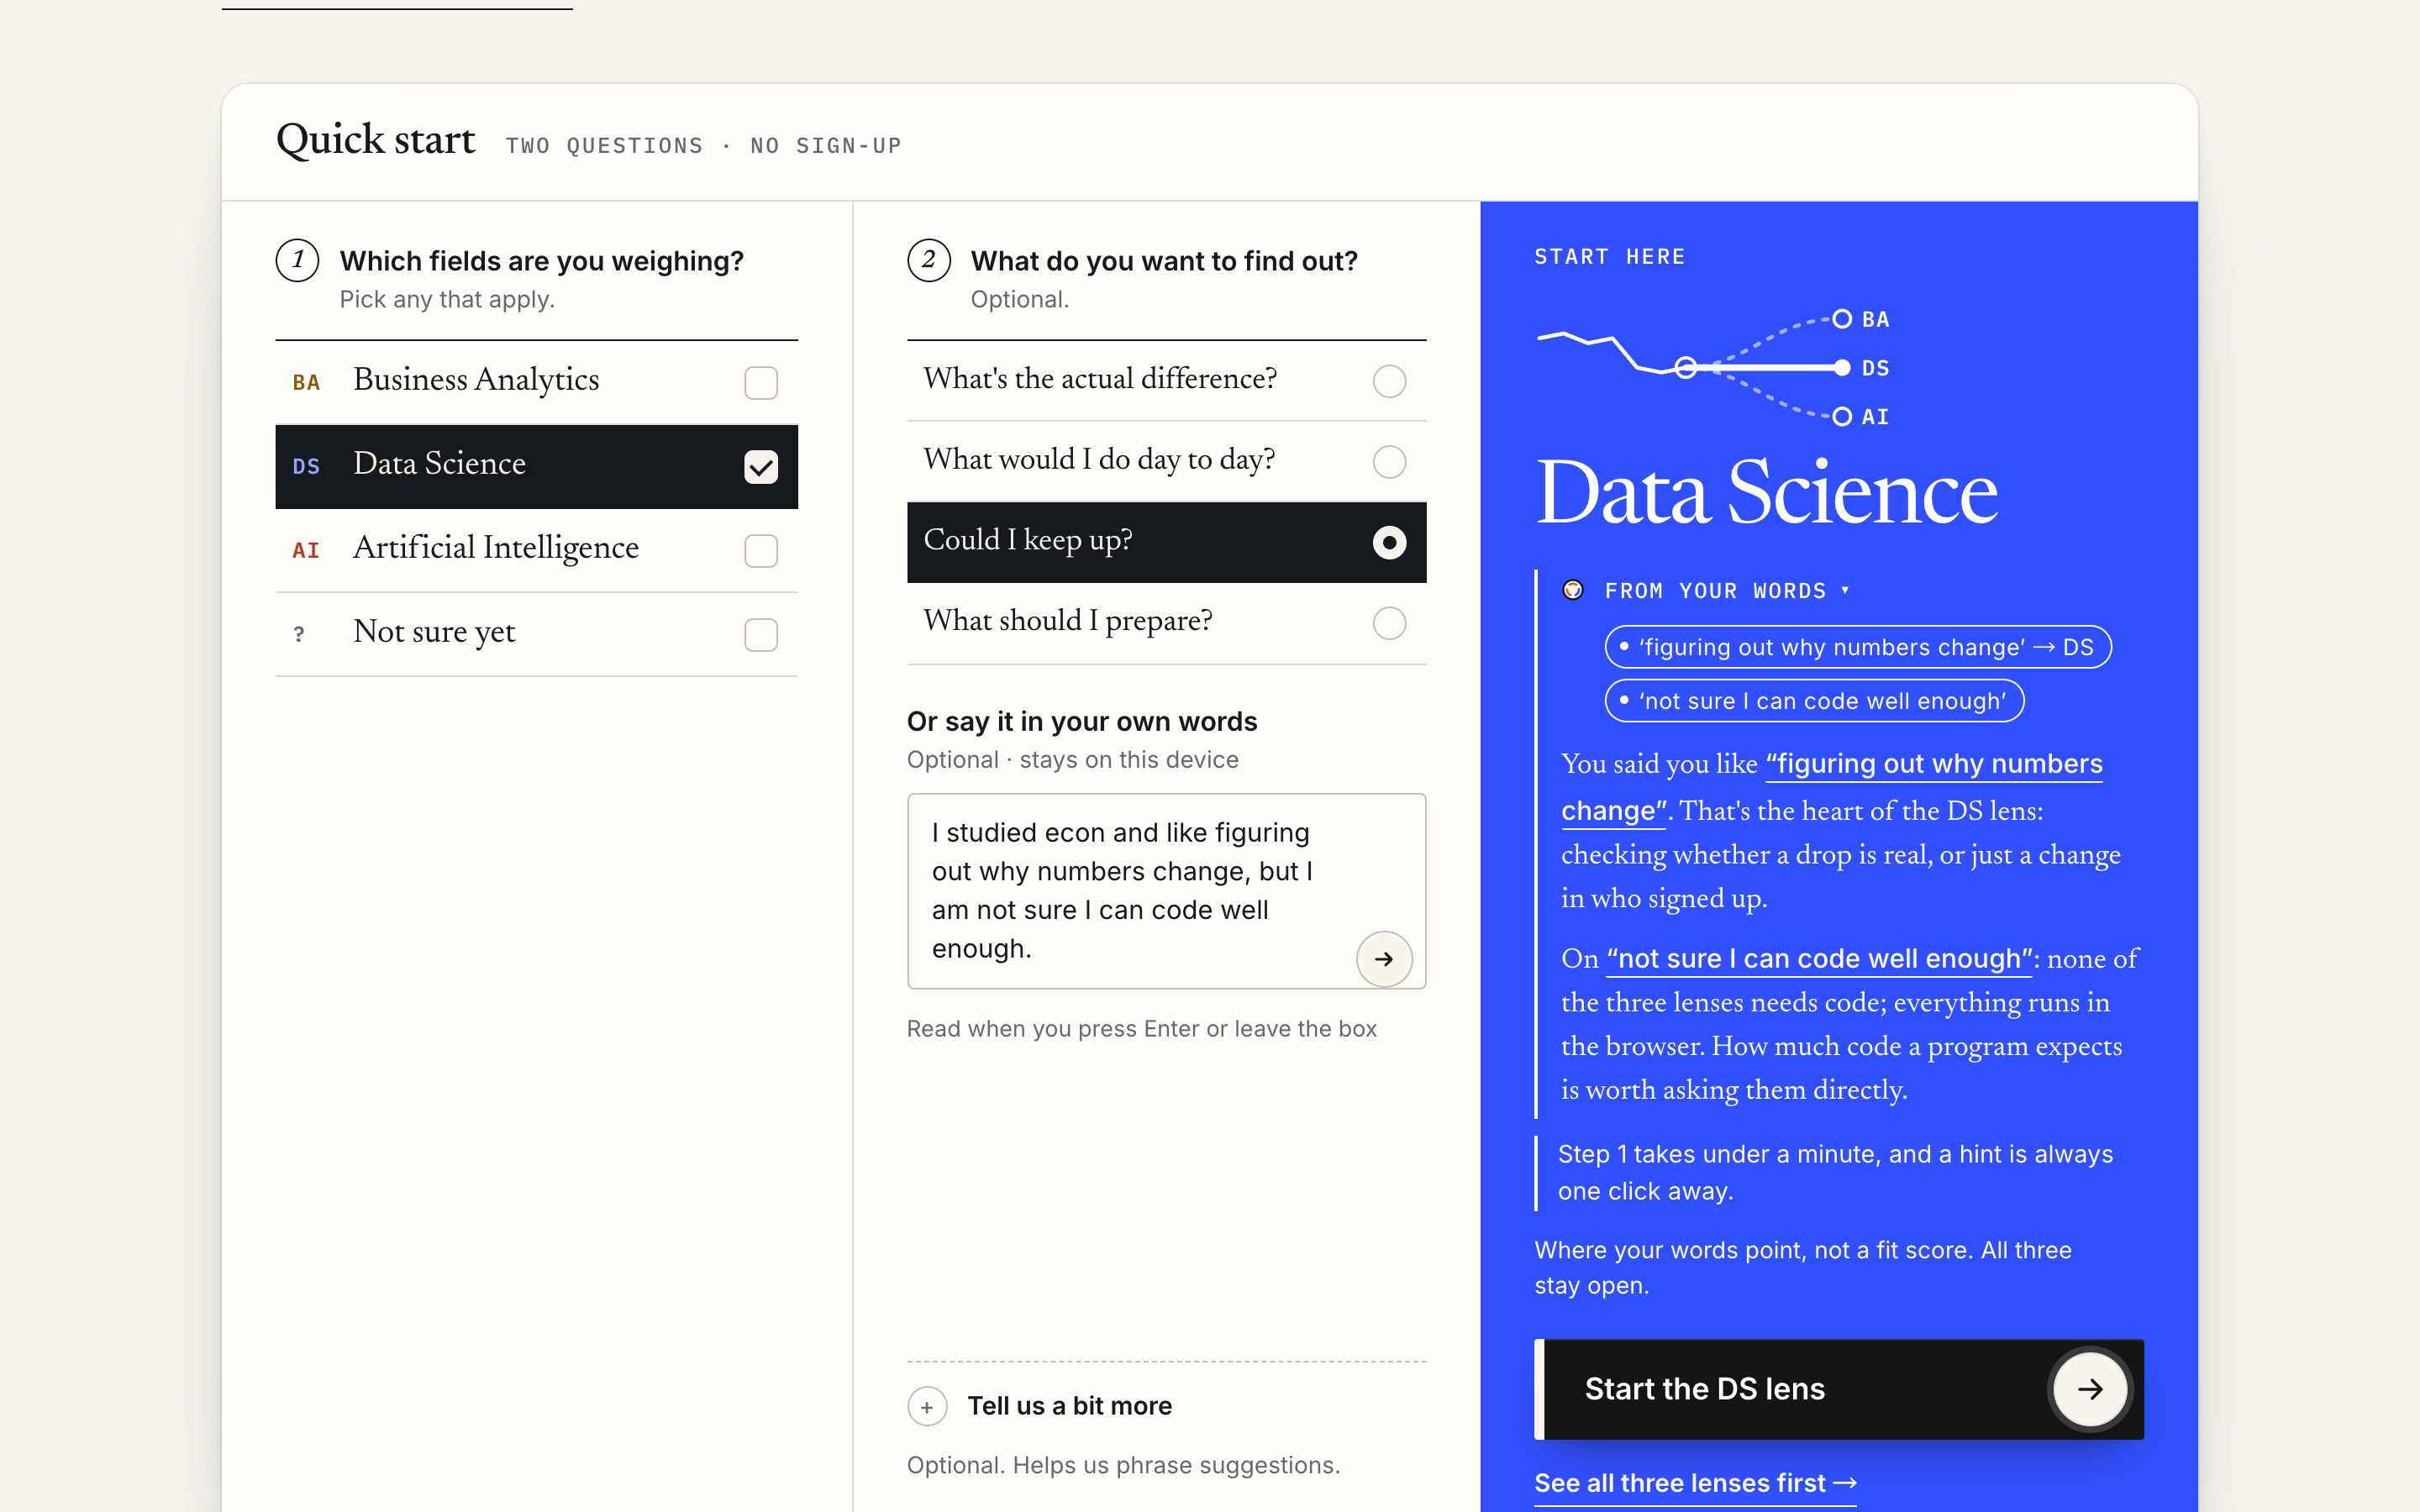 Quick start TWO QUESTIONS · NO SIGN-UP
1 Which fields are you weighing?
Pick any that apply.
BA Business Analytics
DS Data Science
AI Artificial Intelligence
? Not sure yet
2 What do you want to find out?
Optional.
What's the actual difference?
What would I do day to day?
Could I keep up?
What should I prepare?
Or say it in your own words
Optional · stays on this device
I studied econ and like figuring
out why numbers change, but I
am not sure I can code well
enough.
→
Read when you press Enter or leave the box
+ Tell us a bit more
Optional. Helps us phrase suggestions.
START HERE
BA
DS
AI
Data Science
FROM YOUR WORDS ▾
• ‘figuring out why numbers change’ → DS
• ‘not sure I can code well enough’
You said you like “figuring out why numbers
change”. That's the heart of the DS lens:
checking whether a drop is real, or just a change
in who signed up.
On “not sure I can code well enough”: none of
the three lenses needs code; everything runs in
the browser. How much code a program expects
is worth asking them directly.
Step 1 takes under a minute, and a hint is always
one click away.
Where your words point, not a fit score. All three
stay open.
Start the DS lens →
See all three lenses first →